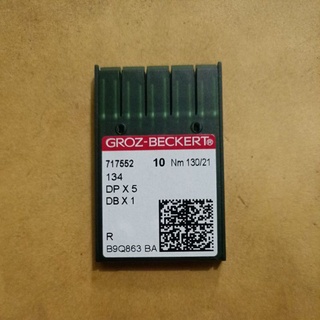 GROZ-BECKERT®
717552 10 Nm 130/21
134
DP X 5
DB X 1
R
B9Q863 BA